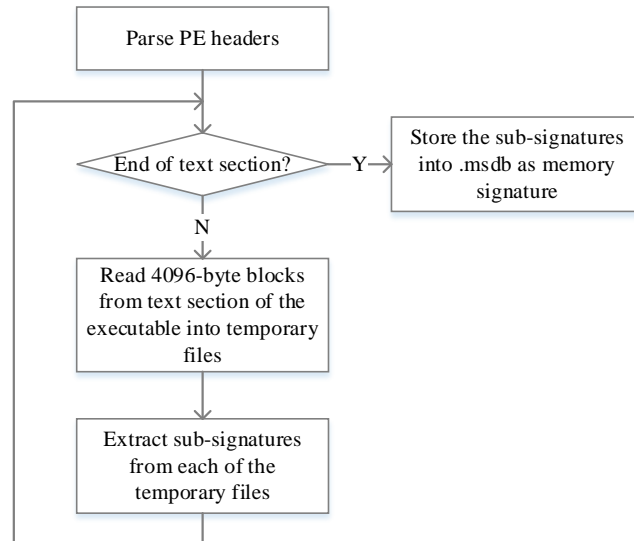 Parse PE headers
End of text section?
Y
Store the sub-signatures
into .msdb as memory
signature
N
Read 4096-byte blocks
from text section of the
executable into temporary
files
Extract sub-signatures
from each of the
temporary files